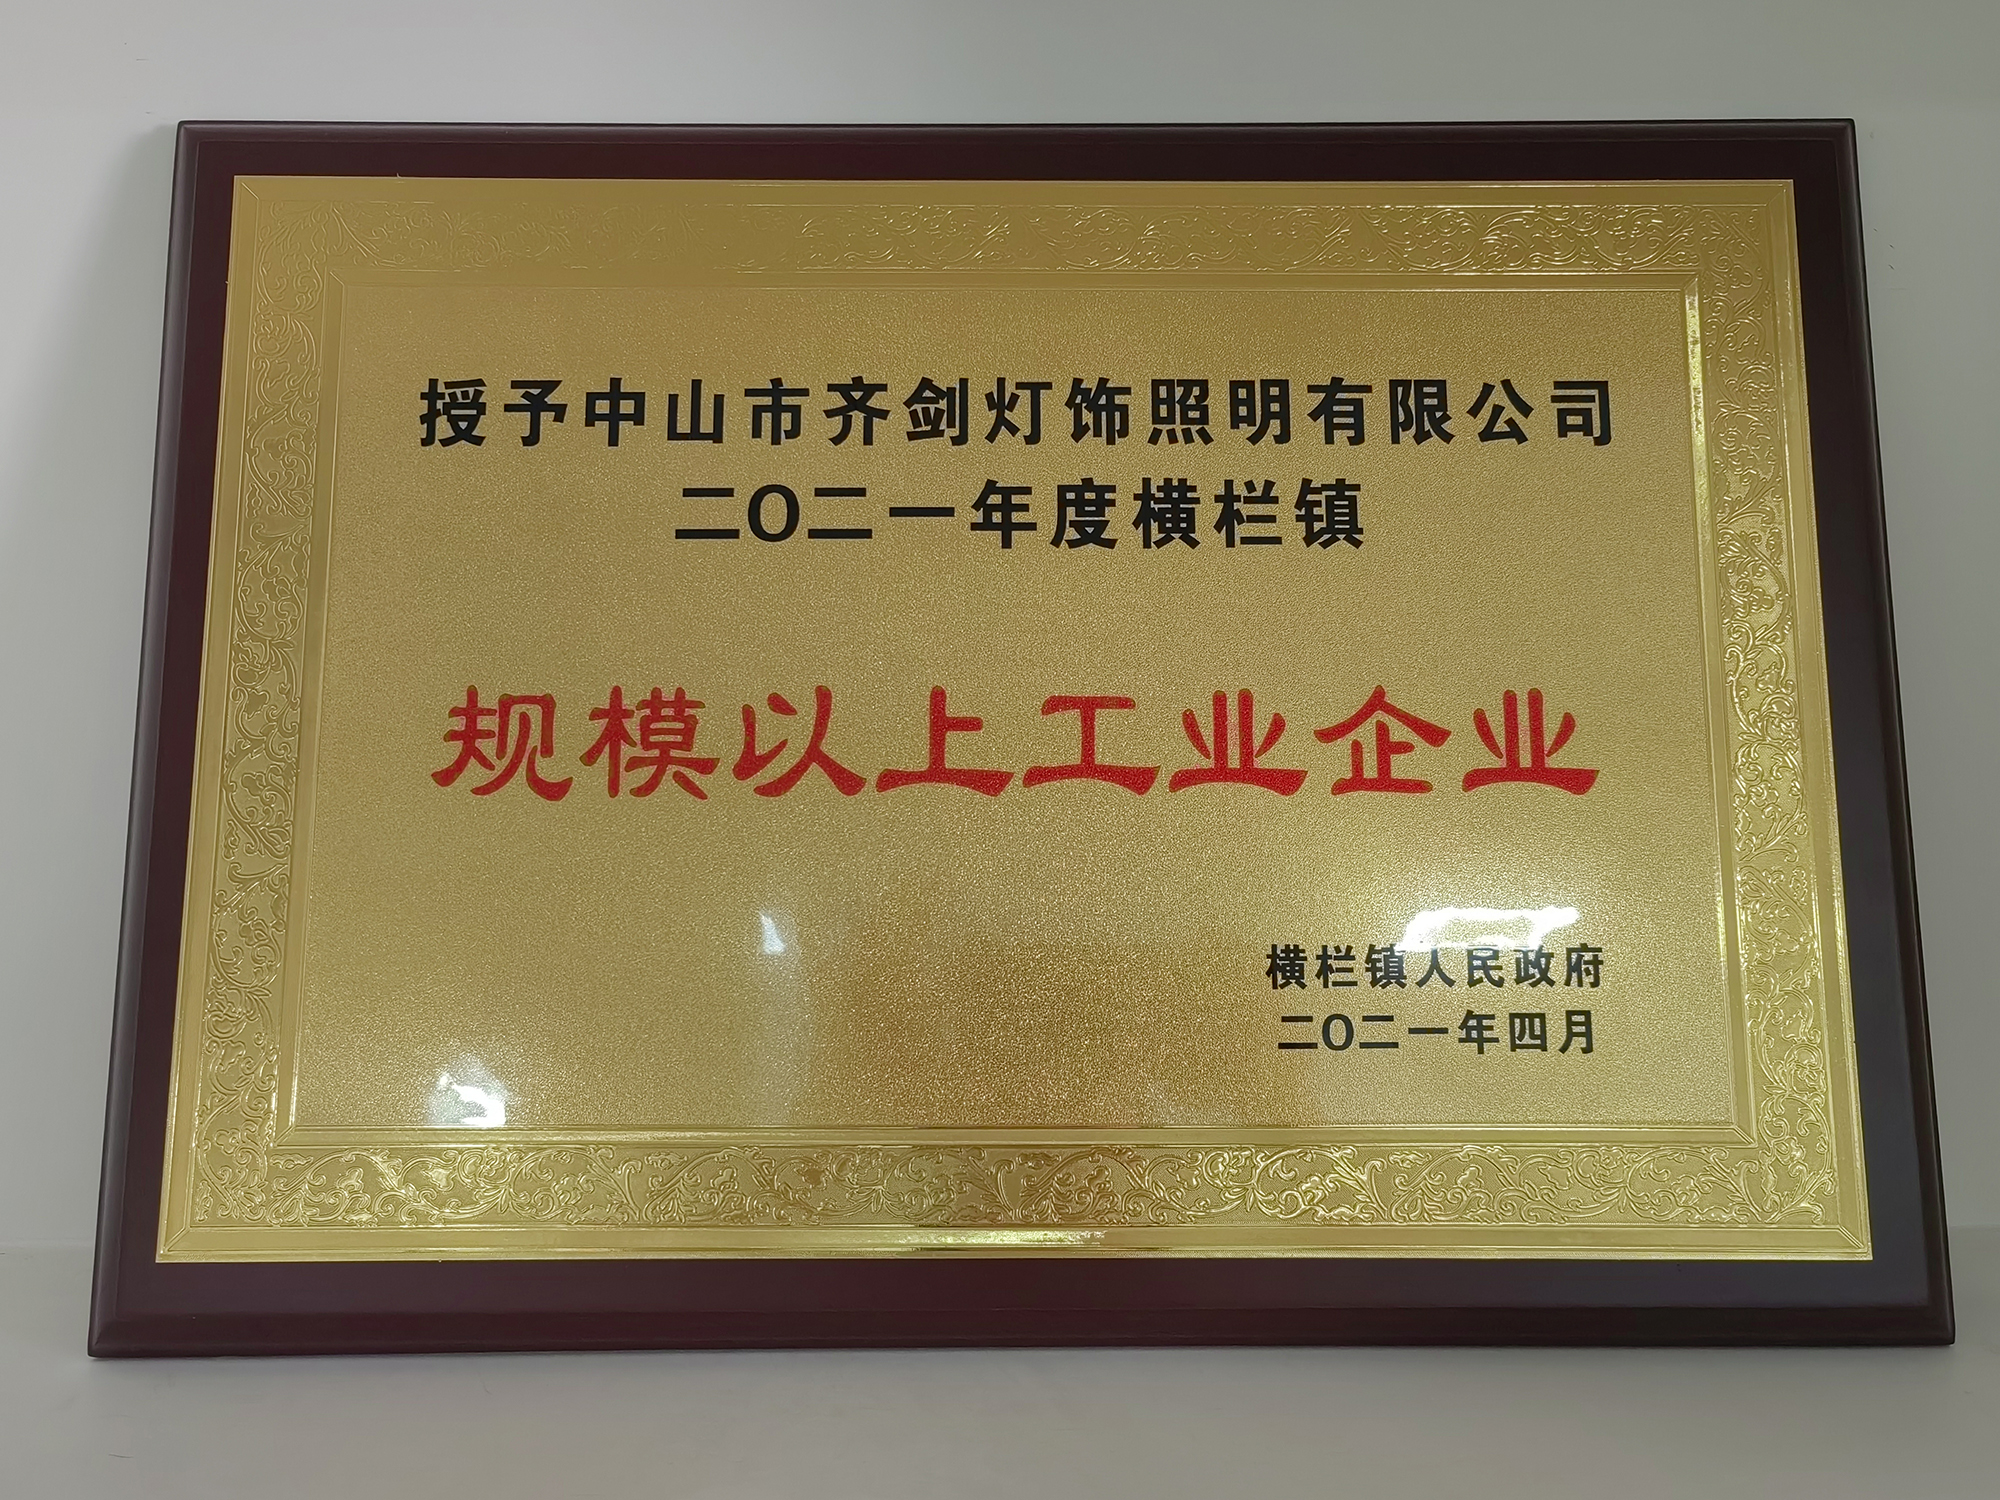 授予中山市齐剑灯饰照明有限公司
二〇二一年度横栏镇
规模以上工业企业
横栏镇人民政府
二〇二一年四月